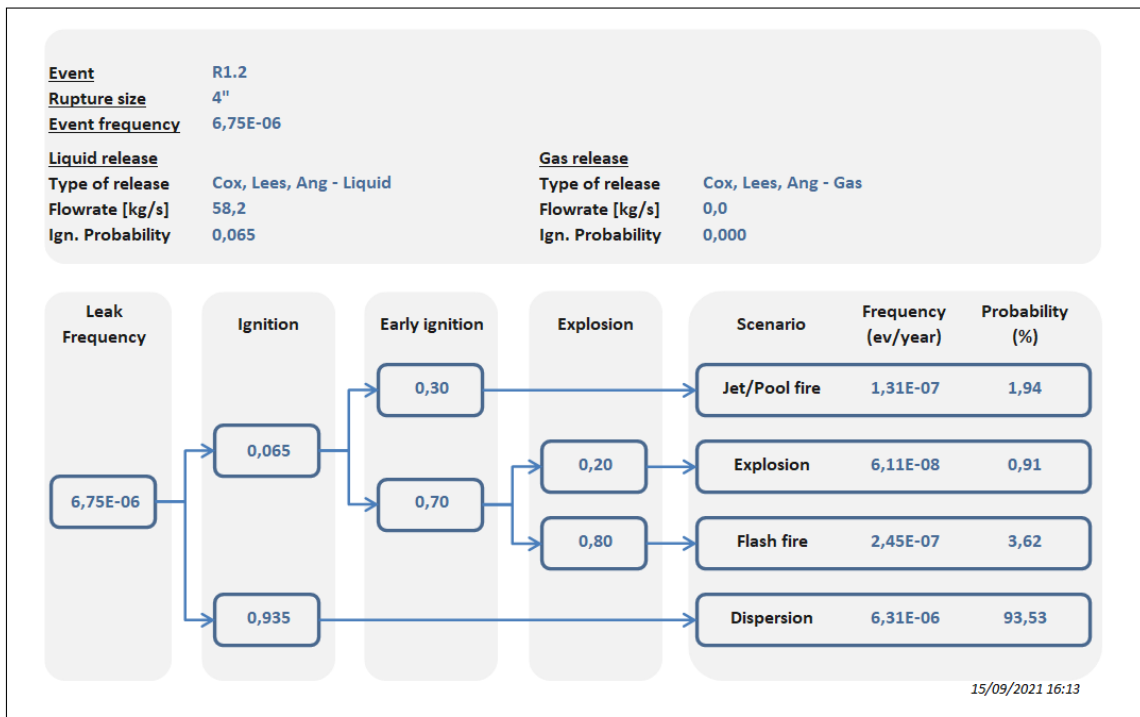 Event R1.2
Rupture size 4"
Event frequency 6,75E-06
Liquid release Gas release
Type of release Cox, Lees, Ang - Liquid Type of release Cox, Lees, Ang - Gas
Flowrate [kg/s] 58,2 Flowrate [kg/s] 0,0
Ign. Probability 0,065 Ign. Probability 0,000
Leak Frequency Ignition Early ignition Explosion Scenario Frequency (ev/year) Probability (%)
0,30 Jet/Pool fire 1,31E-07 1,94
0,065
0,20 Explosion 6,11E-08 0,91
6,75E-06 0,70
0,80 Flash fire 2,45E-07 3,62
0,935 Dispersion 6,31E-06 93,53
15/09/2021 16:13